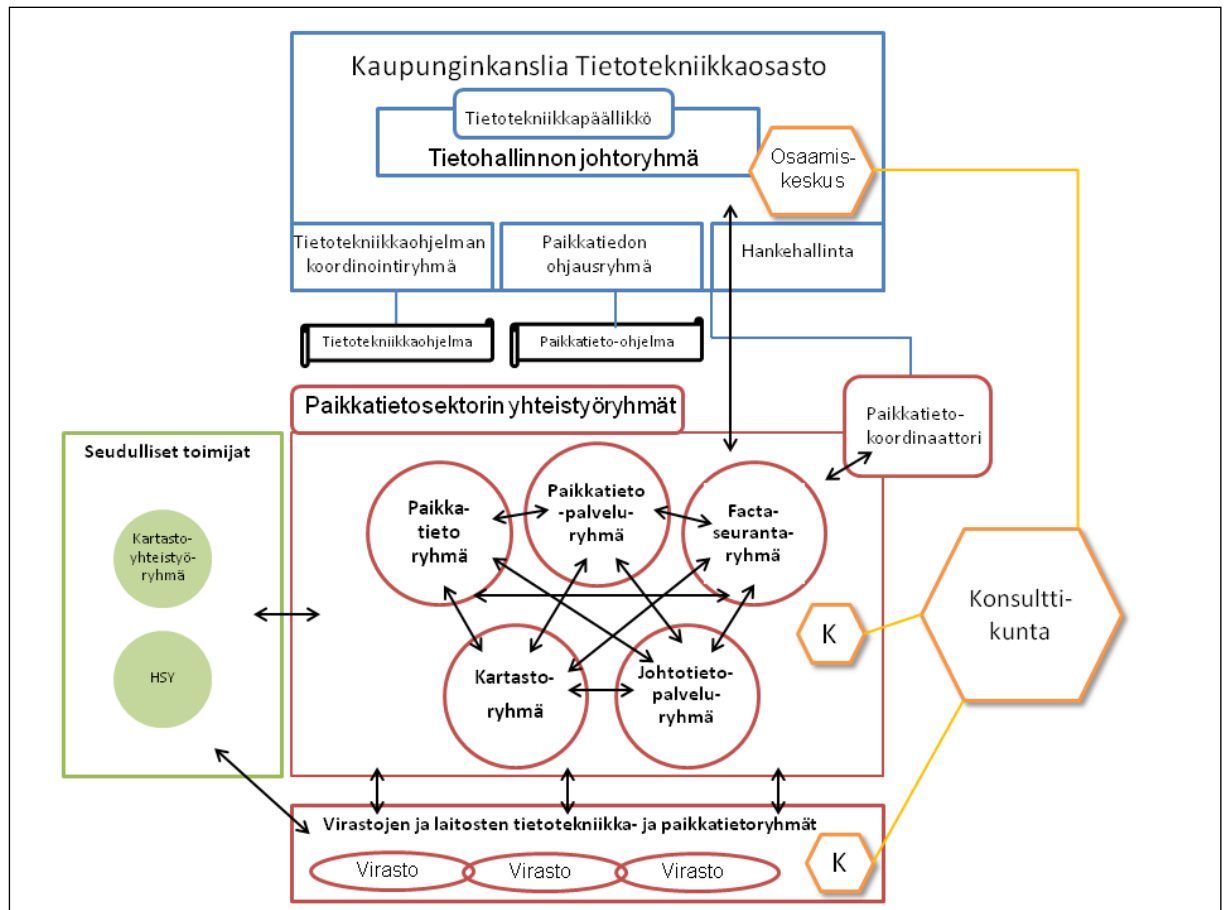 Kaupunginkanslia Tietotekniikkaosasto
Tietotekniikkapäällikkö
Tietohallinnon johtoryhmä
Osaamis-
keskus
Tietotekniikkaohjelman
koordinointiryhmä
Paikkatiedon
ohjausryhmä
Hankehallinta
Tietotekniikkaohjelma
Paikkatieto-ohjelma
Paikkatietosektorin yhteistyöryhmät
Paikkatieto-
koordinaattori
Seudulliset toimijat
Kartasto-
yhteistyö-
ryhmä
HSY
Paikka-
tieto
ryhmä
Paikkatieto
-palvelu-
ryhmä
Facta-
seuranta-
ryhmä
Kartasto-
ryhmä
Johtotieto-
palvelu-
ryhmä
K
Konsultti-
kunta
Virastojen ja laitosten tietotekniikka- ja paikkatietoryhmät
Virasto
Virasto
Virasto
K